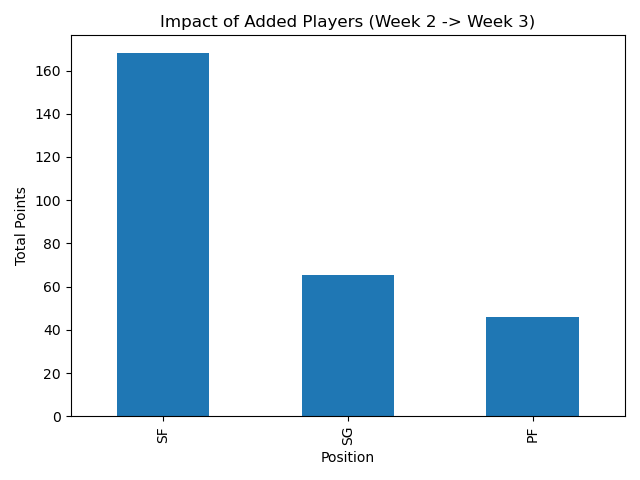 Impact of Added Players (Week 2 -> Week 3)
160
140
120
100
80
60
40
20
0
Total Points
SF
SG
PF
Position